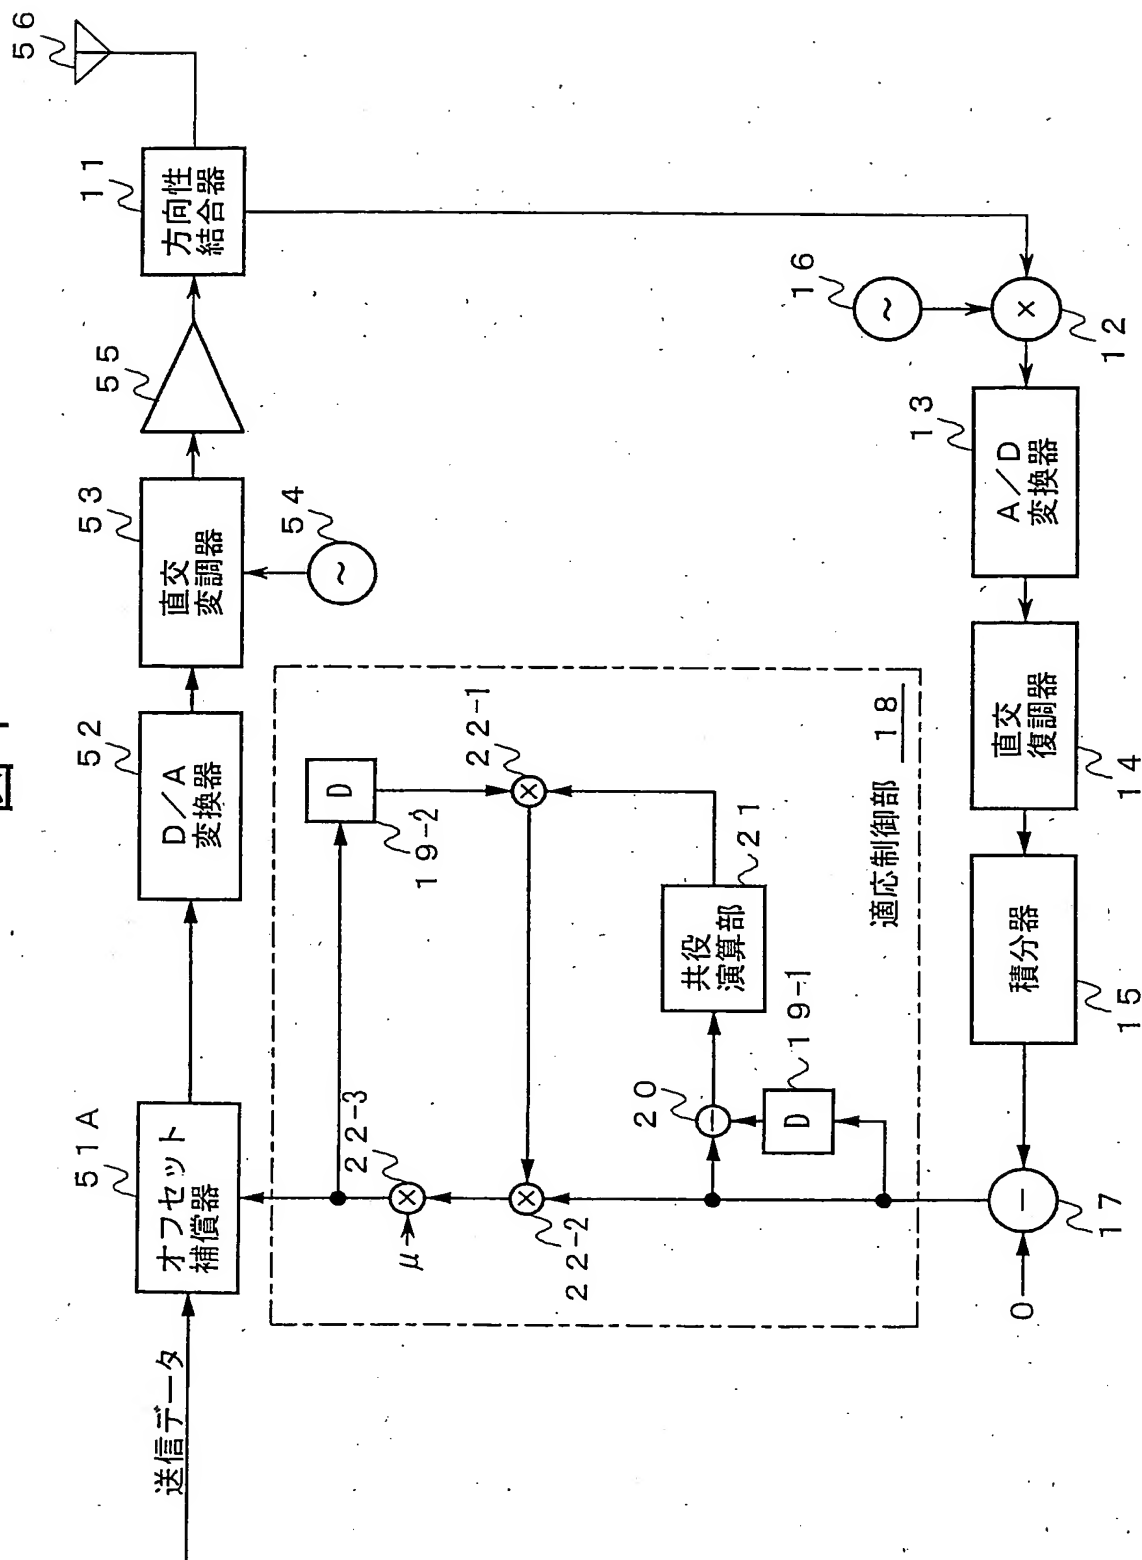 送信データ
51A
オフセット
補償器
52
D/A
変換器
53
直交
変調器
54
~
55
11
方向性
結合器
56
22-3
μ
×
22-2
×
19-2
D
22-1
×
20
−
19-1
D
共役
演算部
21
適応制御部
18
0
−
17
積分器
15
直交
復調器
14
A/D
変換器
13
16
~
×
12